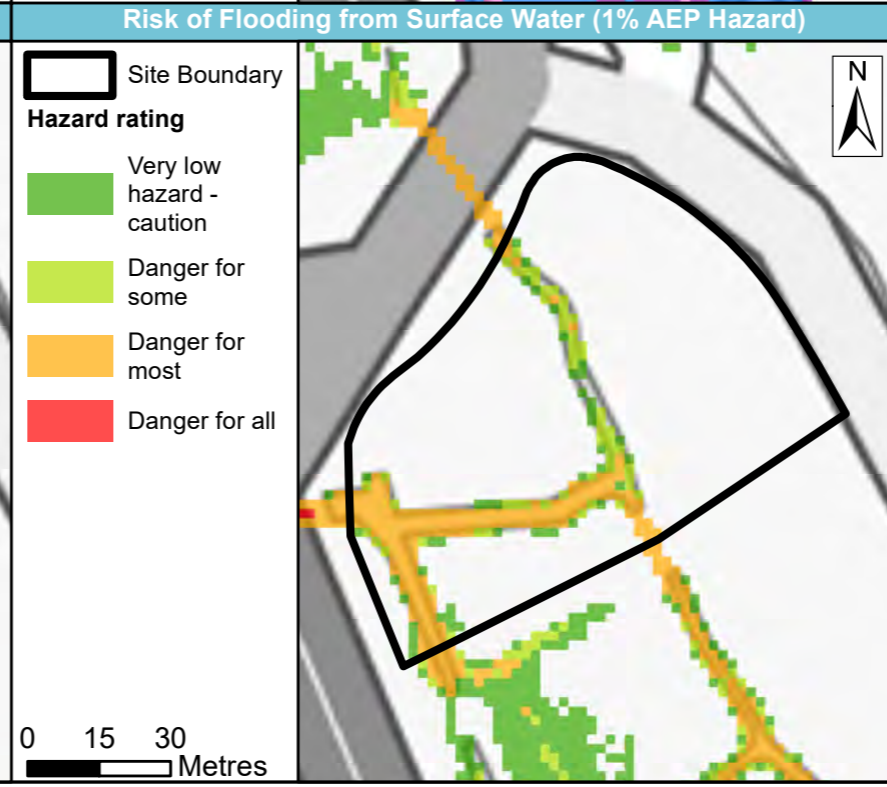 Risk of Flooding from Surface Water (1% AEP Hazard)
Site Boundary
Hazard rating
Very low
hazard -
caution
Danger for
some
Danger for
most
Danger for all
0 15 30
Metres
N